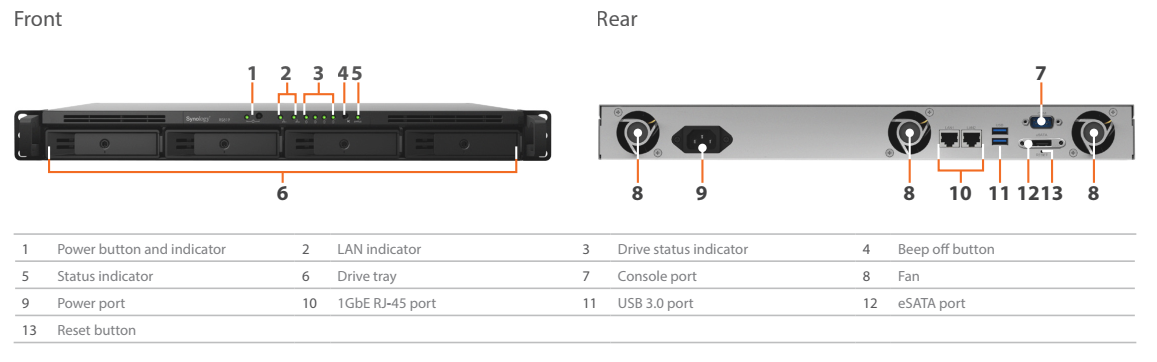 Front
Rear
1 2 3 4 5
7
Synology
6
8 9 8 10 11 12 13 8
1 Power button and indicator 2 LAN indicator 3 Drive status indicator 4 Beep off button
5 Status indicator 6 Drive tray 7 Console port 8 Fan
9 Power port 10 1GbE RJ-45 port 11 USB 3.0 port 12 eSATA port
13 Reset button